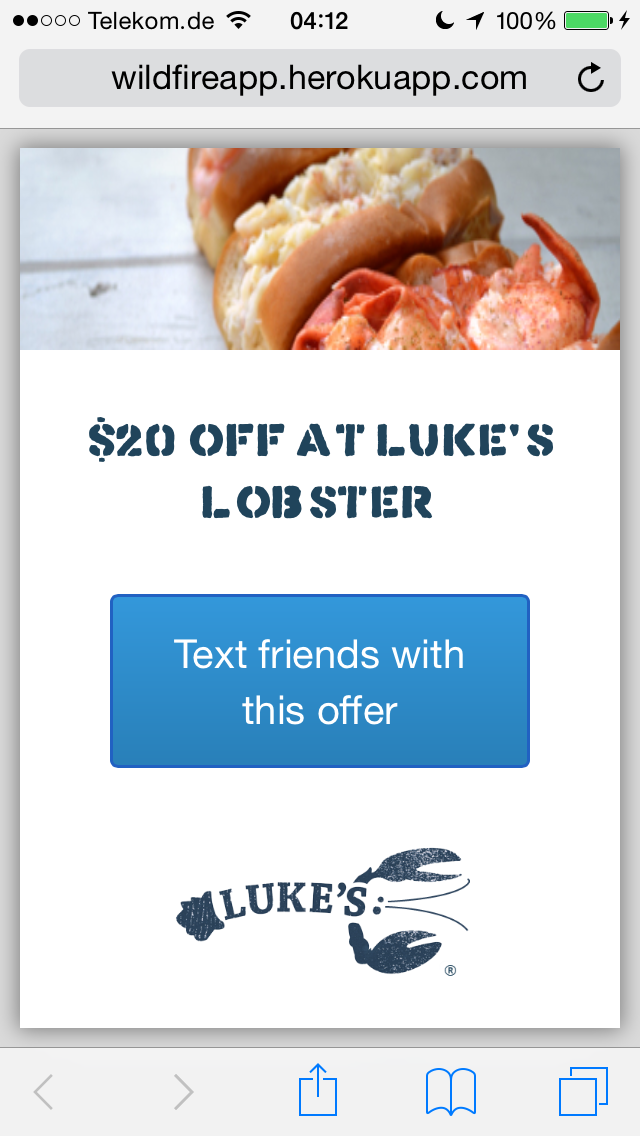 Telekom.de 04:12 100%
wildfireapp.herokuapp.com
$20 OFF AT LUKE'S
LOBSTER
Text friends with
this offer
LUKE'S
®